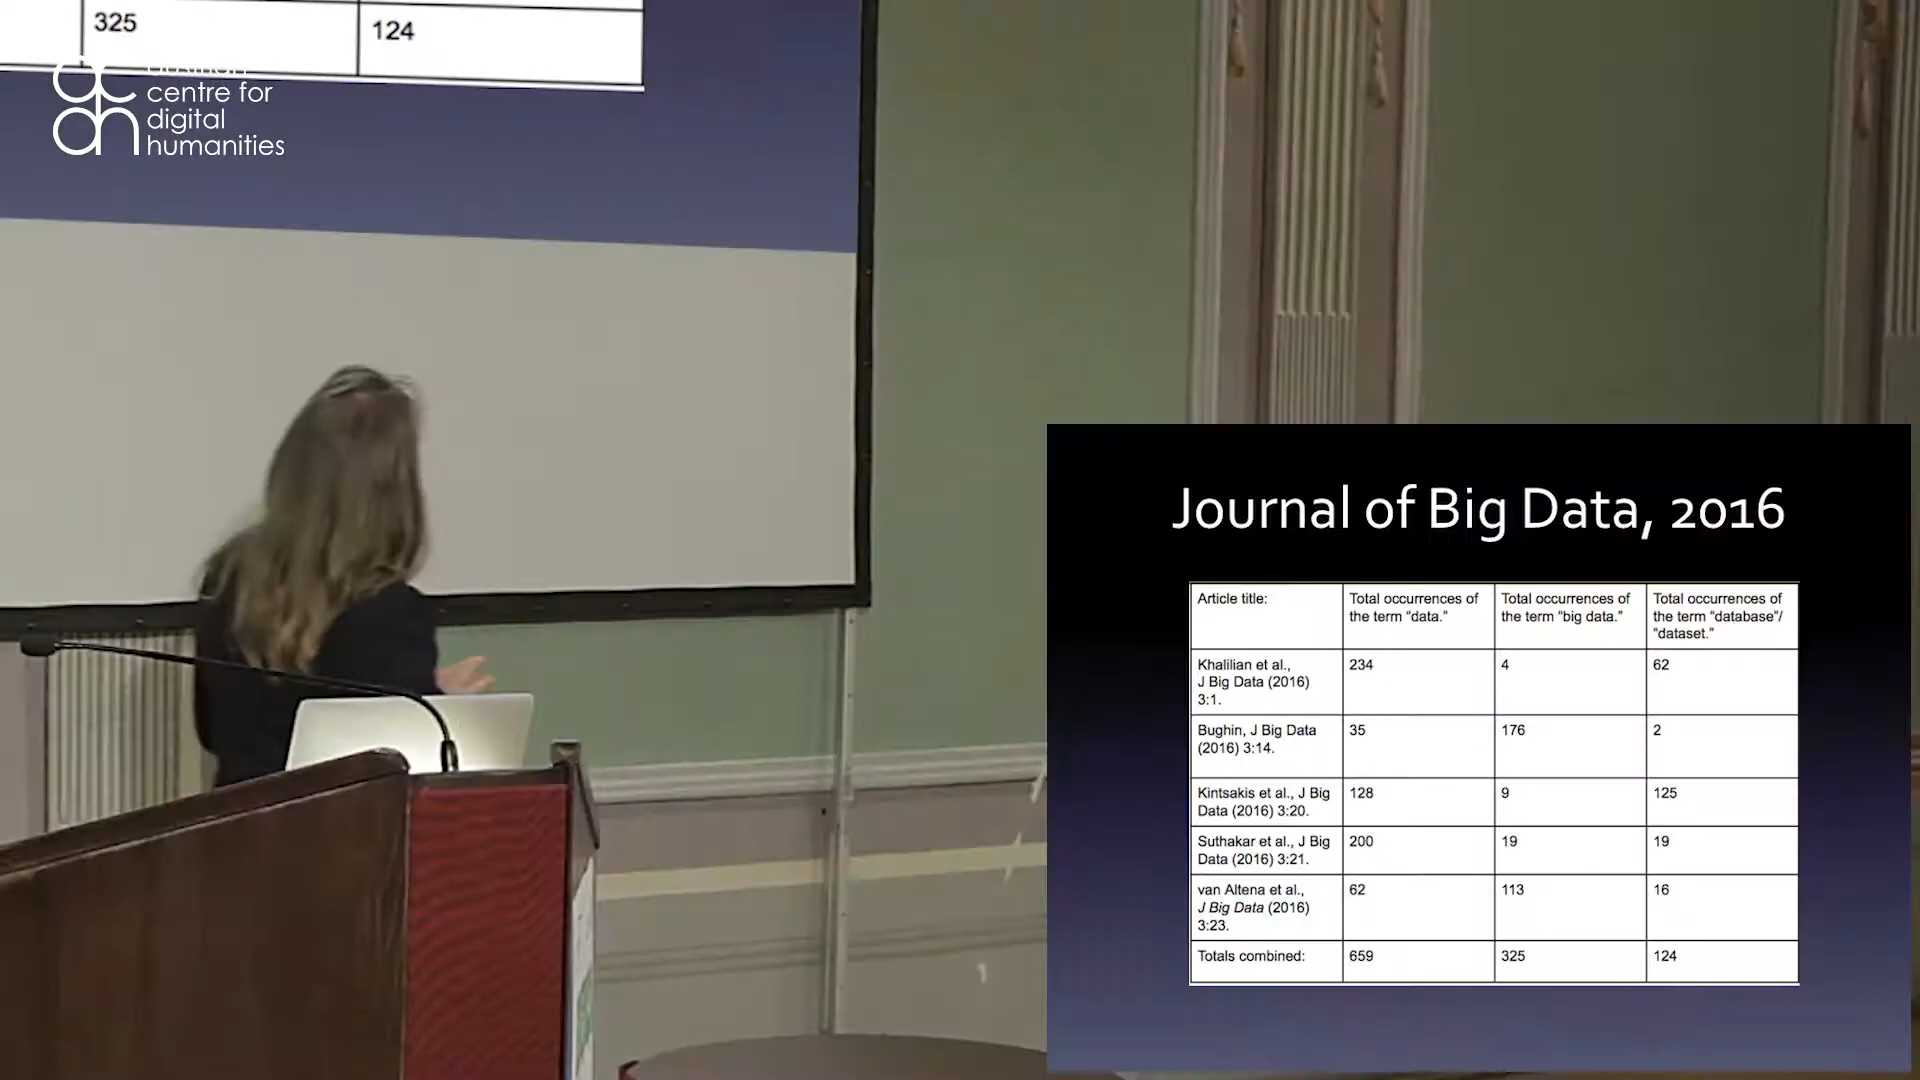 325
124
centre for
digital
humanities
Journal of Big Data, 2016
Article title:
Total occurrences of
the term “data.”
Total occurrences of
the term “big data.”
Total occurrences of
the term “database”/
“dataset.”
Khalilian et al.,
J Big Data (2016)
3:1.
234
4
62
Bughin, J Big Data
(2016) 3:14.
35
176
2
Kintsakis et al., J Big
Data (2016) 3:20.
128
9
125
Suthakar et al., J Big
Data (2016) 3:21.
200
19
19
van Altena et al.,
J Big Data (2016)
3:23.
62
113
16
Totals combined:
659
325
124